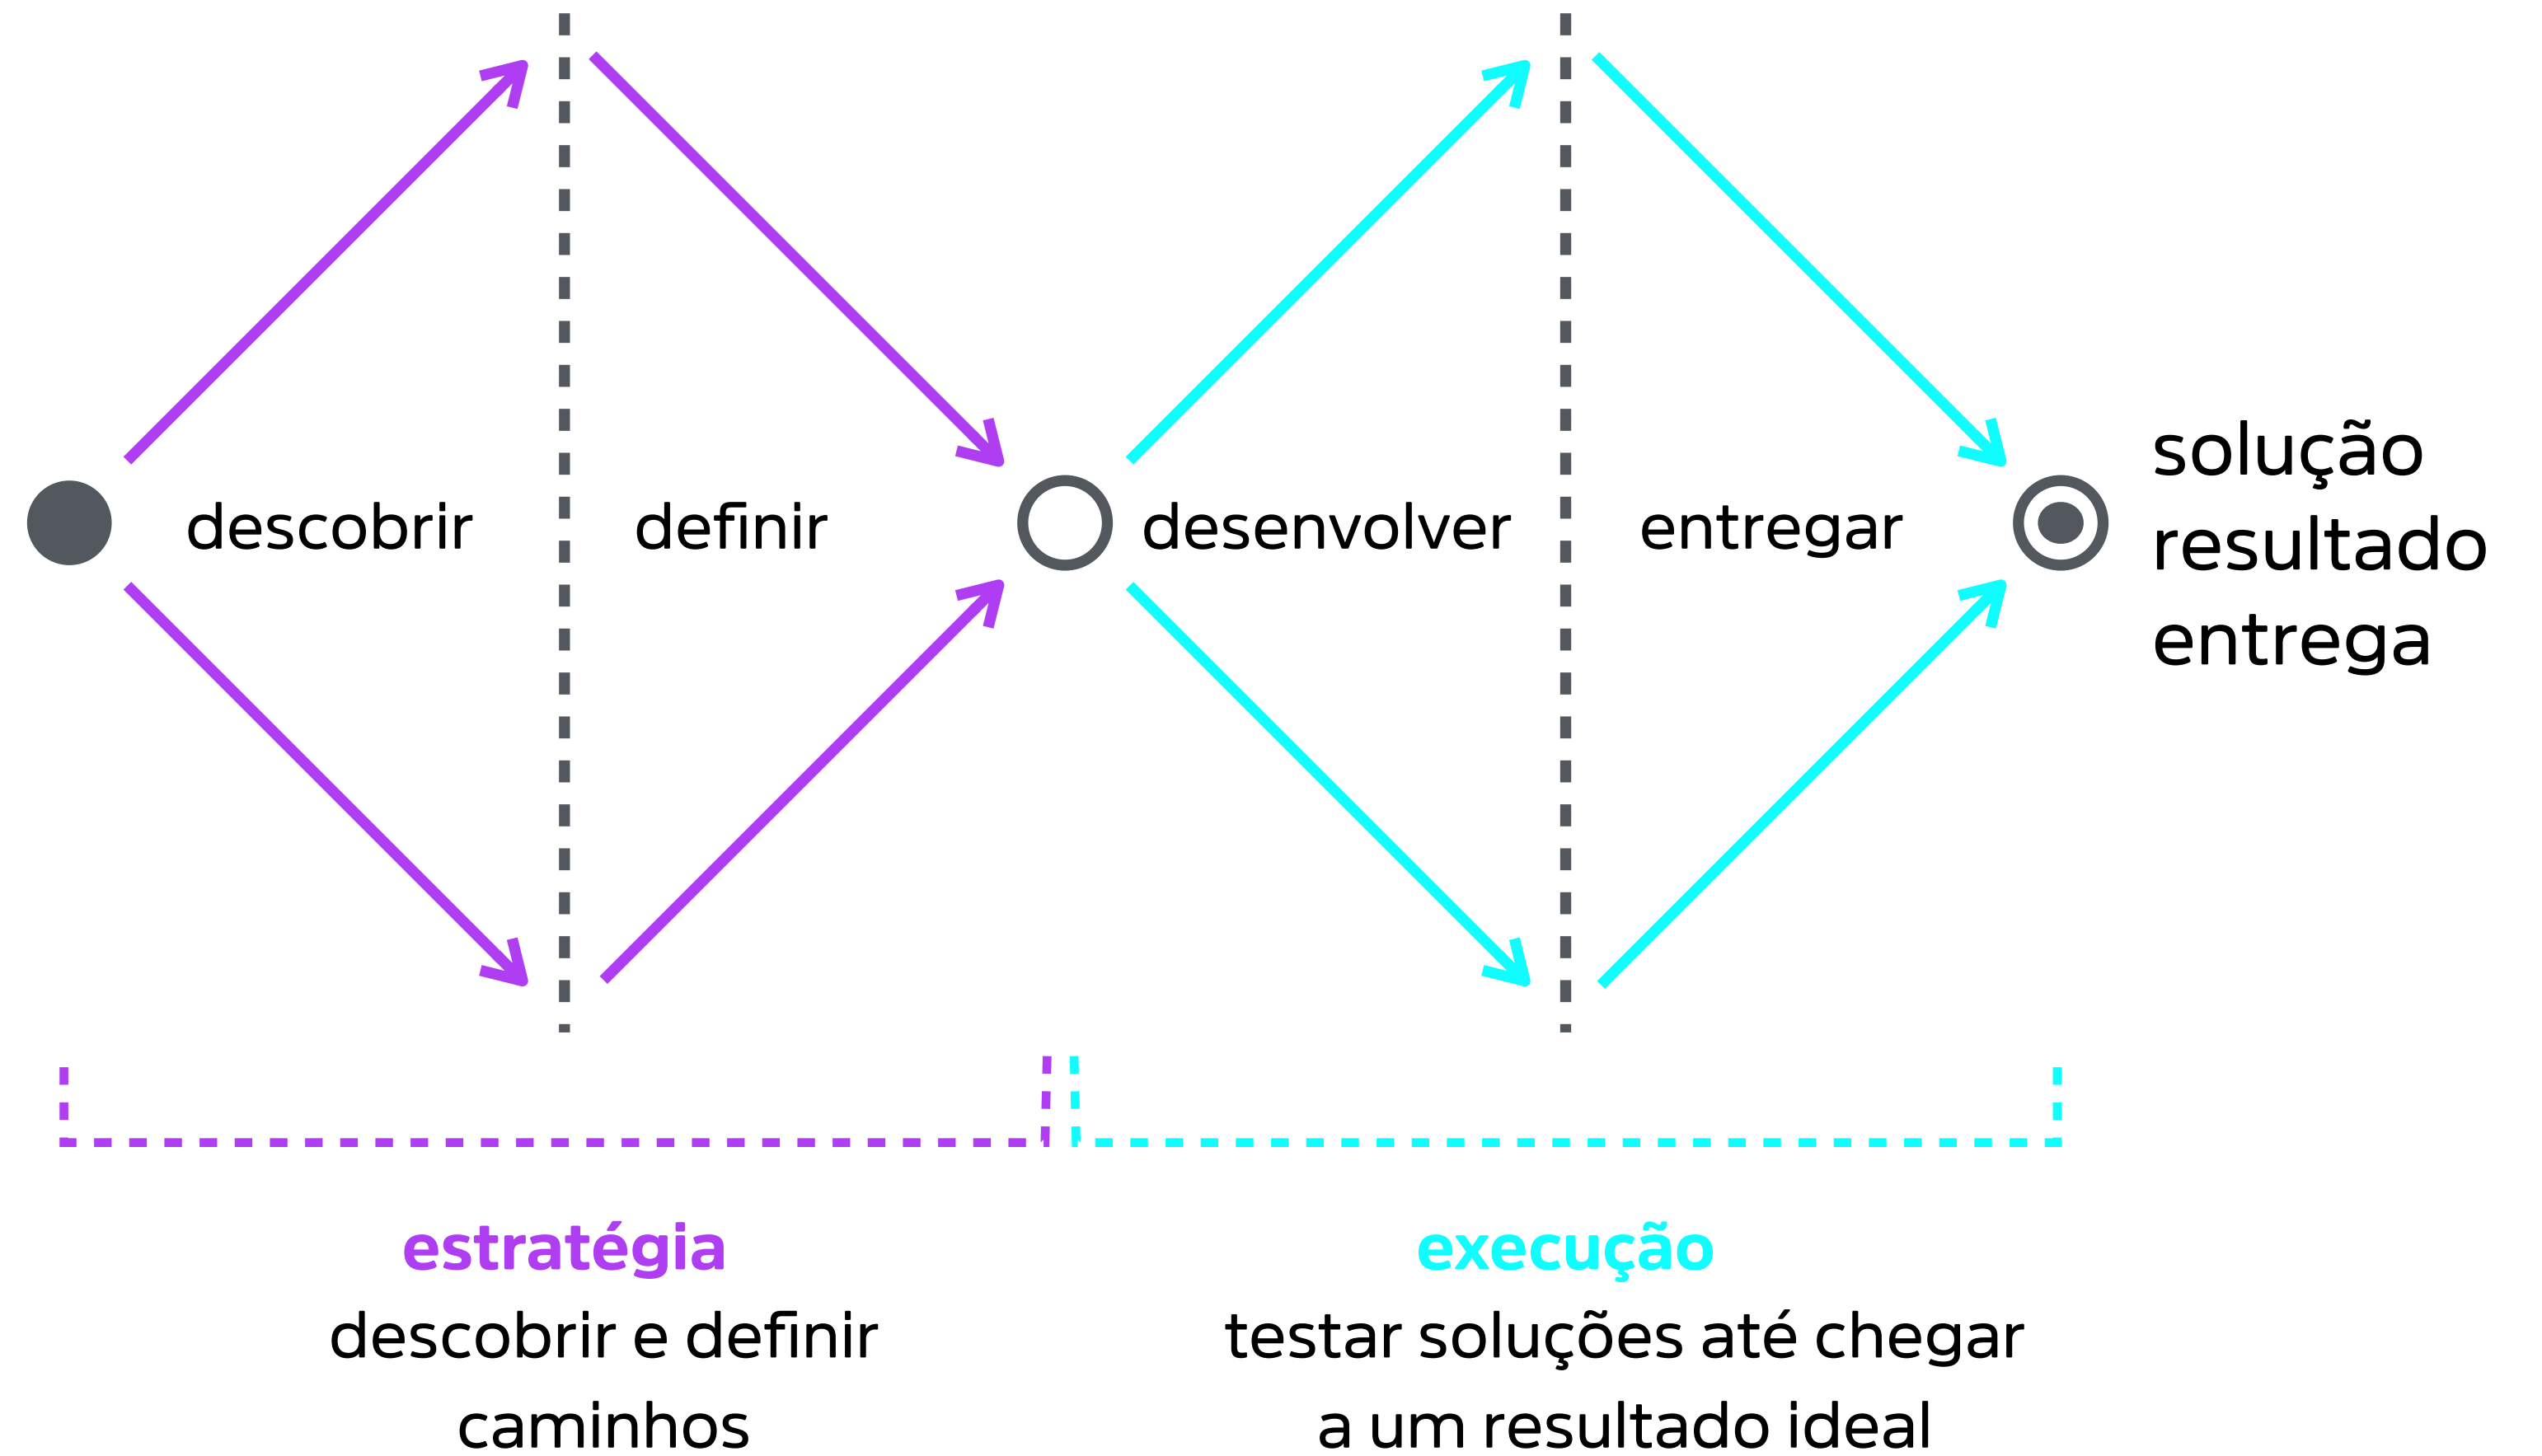 descobrir
definir
desenvolver
entregar
solução
resultado
entrega
estratégia
descobrir e definir
caminhos
execução
testar soluções até chegar
a um resultado ideal